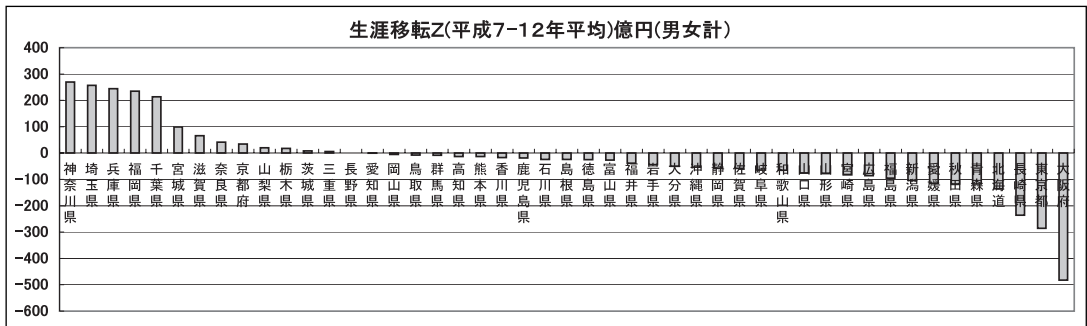 生涯移転Z(平成7-12年平均)億円(男女計)
400
300
200
100
0
-100
-200
-300
-400
-500
-600
神奈川県
埼玉県
兵庫県
福岡県
千葉県
宮城県
滋賀県
奈良県
京都府
山梨県
栃木県
茨城県
三重県
長野県
愛知県
岡山県
鳥取県
群馬県
高知県
熊本県
香川県
鹿児島県
石川県
島根県
徳島県
富山県
福井県
岩手県
大分県
沖縄県
静岡県
佐賀県
岐阜県
和歌山県
山口県
山形県
宮崎県
広島県
福島県
新潟県
愛媛県
秋田県
青森県
北海道
長崎県
東京都
大阪府